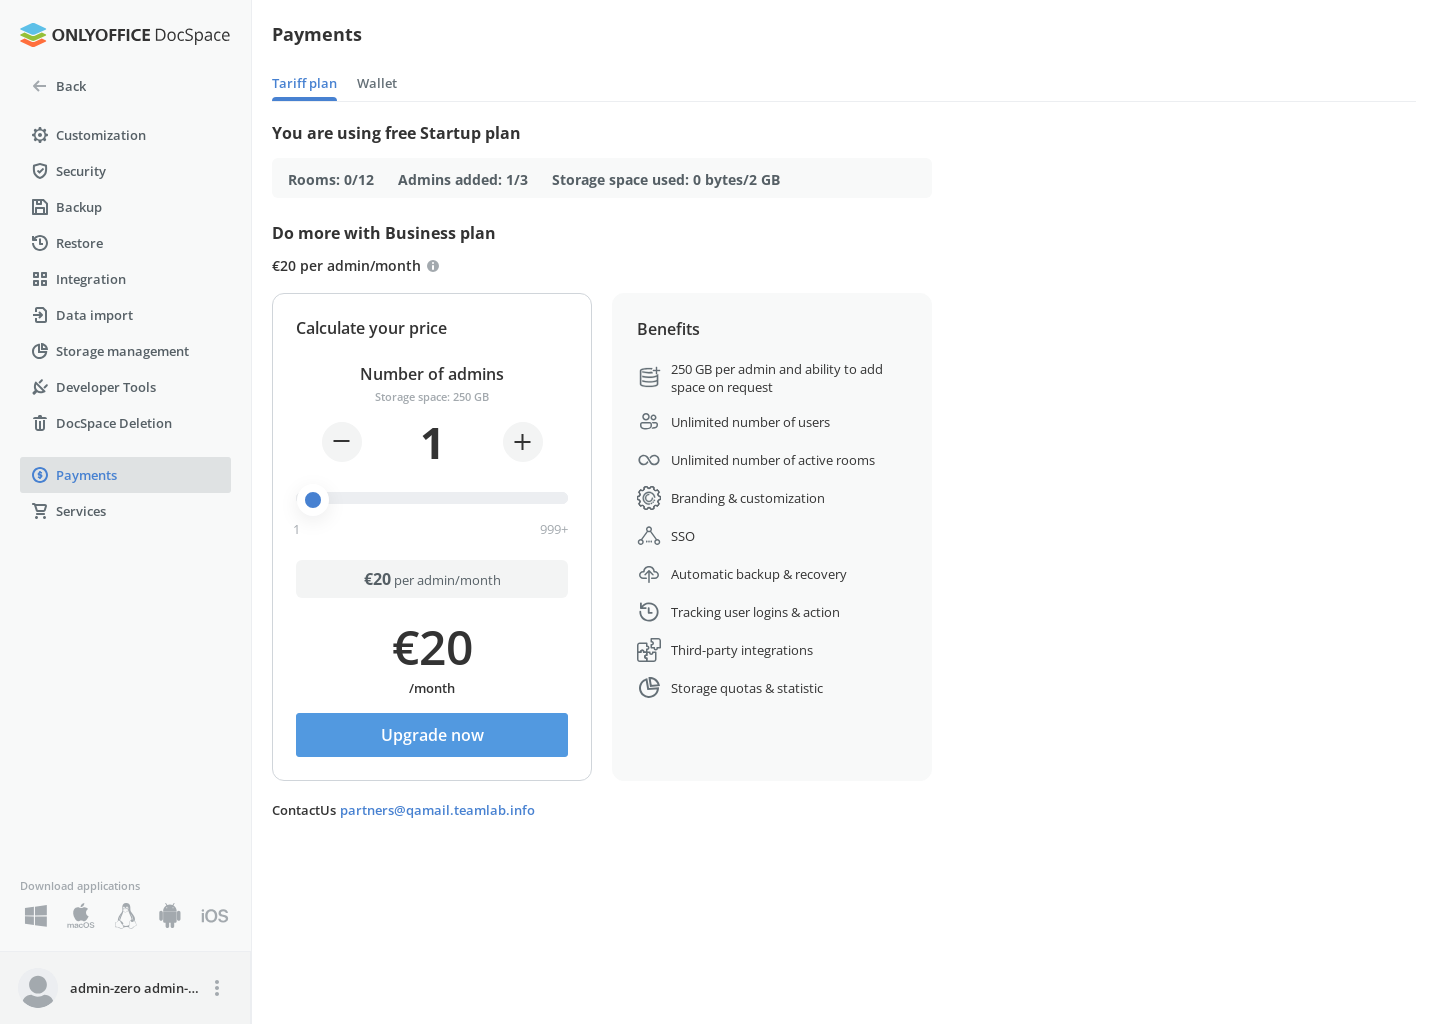 ONLYOFFICE DocSpace
Back
Customization
Security
Backup
Restore
Integration
Data import
Storage management
Developer Tools
DocSpace Deletion
Payments
Services
Download applications
macOS
iOS
admin-zero admin-...
Payments
Tariff plan
Wallet
You are using free Startup plan
Rooms: 0/12 Admins added: 1/3 Storage space used: 0 bytes/2 GB
Do more with Business plan
€20 per admin/month
Calculate your price
Number of admins
Storage space: 250 GB
1
1 999+
€20 per admin/month
€20
/month
Upgrade now
Benefits
250 GB per admin and ability to add
space on request
Unlimited number of users
Unlimited number of active rooms
Branding & customization
SSO
Automatic backup & recovery
Tracking user logins & action
Third-party integrations
Storage quotas & statistic
ContactUs partners@qamail.teamlab.info